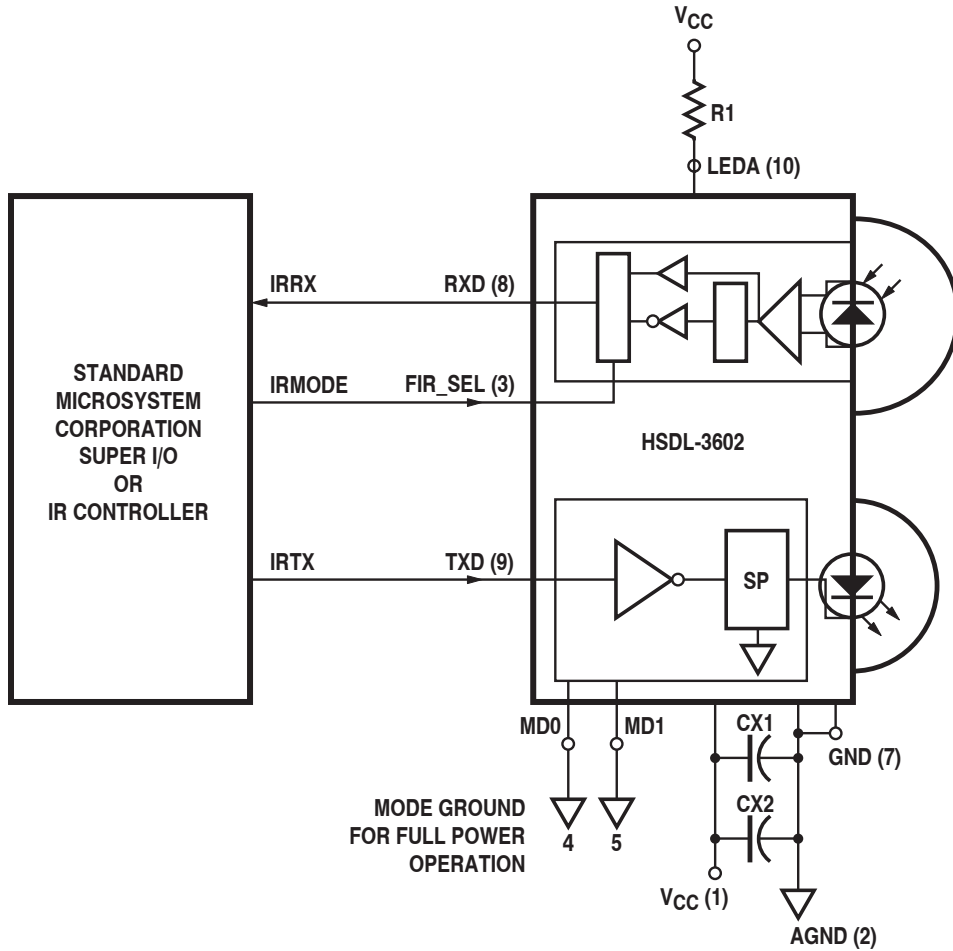 VCC
R1
LEDA (10)
IRRX
RXD (8)
STANDARD
MICROSYSTEM
CORPORATION
SUPER I/O
OR
IR CONTROLLER
IRMODE
FIR_SEL (3)
HSDL-3602
IRTX
TXD (9)
SP
MD0
MD1
CX1
GND (7)
MODE GROUND
FOR FULL POWER
OPERATION
4
5
CX2
VCC (1)
AGND (2)